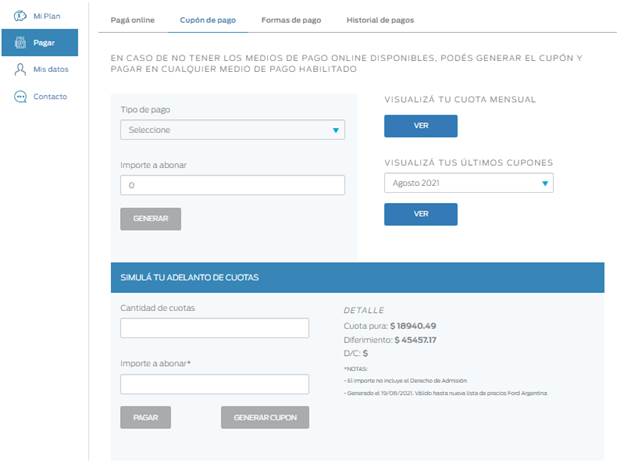 Mi Plan
Pagar
Mis datos
Contacto
Pagá online
Cupón de pago
Formas de pago
Historial de pagos
EN CASO DE NO TENER LOS MEDIOS DE PAGO ONLINE DISPONIBLES, PODÉS GENERAR EL CUPÓN Y
PAGAR EN CUALQUIER MEDIO DE PAGO HABILITADO
Tipo de pago
Seleccione
Importe a abonar
0
GENERAR
VISUALIZÁ TU CUOTA MENSUAL
VER
VISUALIZÁ TUS ÚLTIMOS CUPONES
Agosto 2021
VER
SIMULÁ TU ADELANTO DE CUOTAS
Cantidad de cuotas
Importe a abonar*
PAGAR
GENERAR CUPON
DETALLE
Cuota pura: $ 18940.49
Diferimiento: $ 45457.17
D/C: $
*NOTAS:
- El importe no incluye el Derecho de Admisión
- Generado el 19/08/2021. Válido hasta nueva lista de precios Ford Argentina.